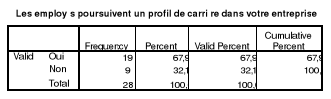 Les employ s poursuivent un profil de carri re dans votre entreprise
Frequency Percent Valid Percent Cumulative Percent
Valid Oui 19 67,9 67,9 67,9
Non 9 32,1 32,1 100,
Total 28 100, 100,